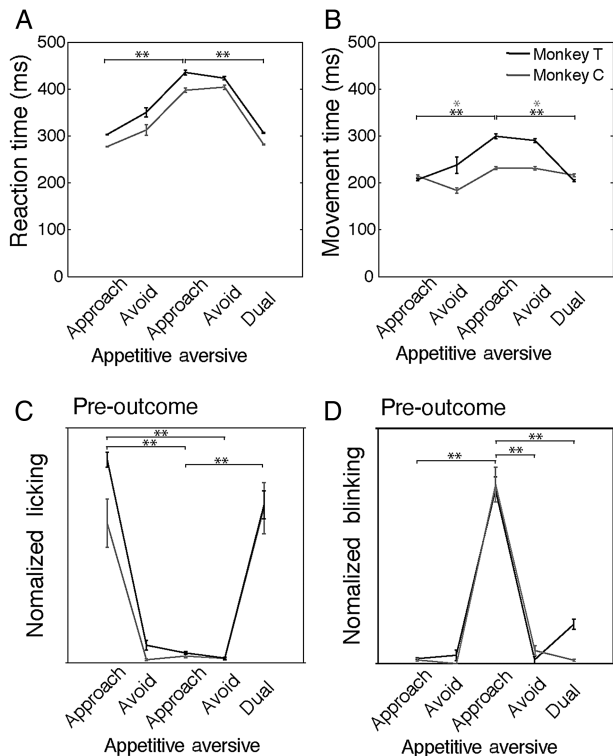 A
Reaction time (ms)
500
400
300
200
100
0
** **
Approach
Avoid
Approach
Avoid
Dual
Appetitive aversive
B
Movement time (ms)
500
400
300
200
100
0
Monkey T
Monkey C
* *
** **
Approach
Avoid
Approach
Avoid
Dual
Appetitive aversive
C
Pre-outcome
Nomalized licking
**
**
**
Approach
Avoid
Approach
Avoid
Dual
Appetitive aversive
D
Pre-outcome
Nomalized blinking
**
** **
Approach
Avoid
Approach
Avoid
Dual
Appetitive aversive